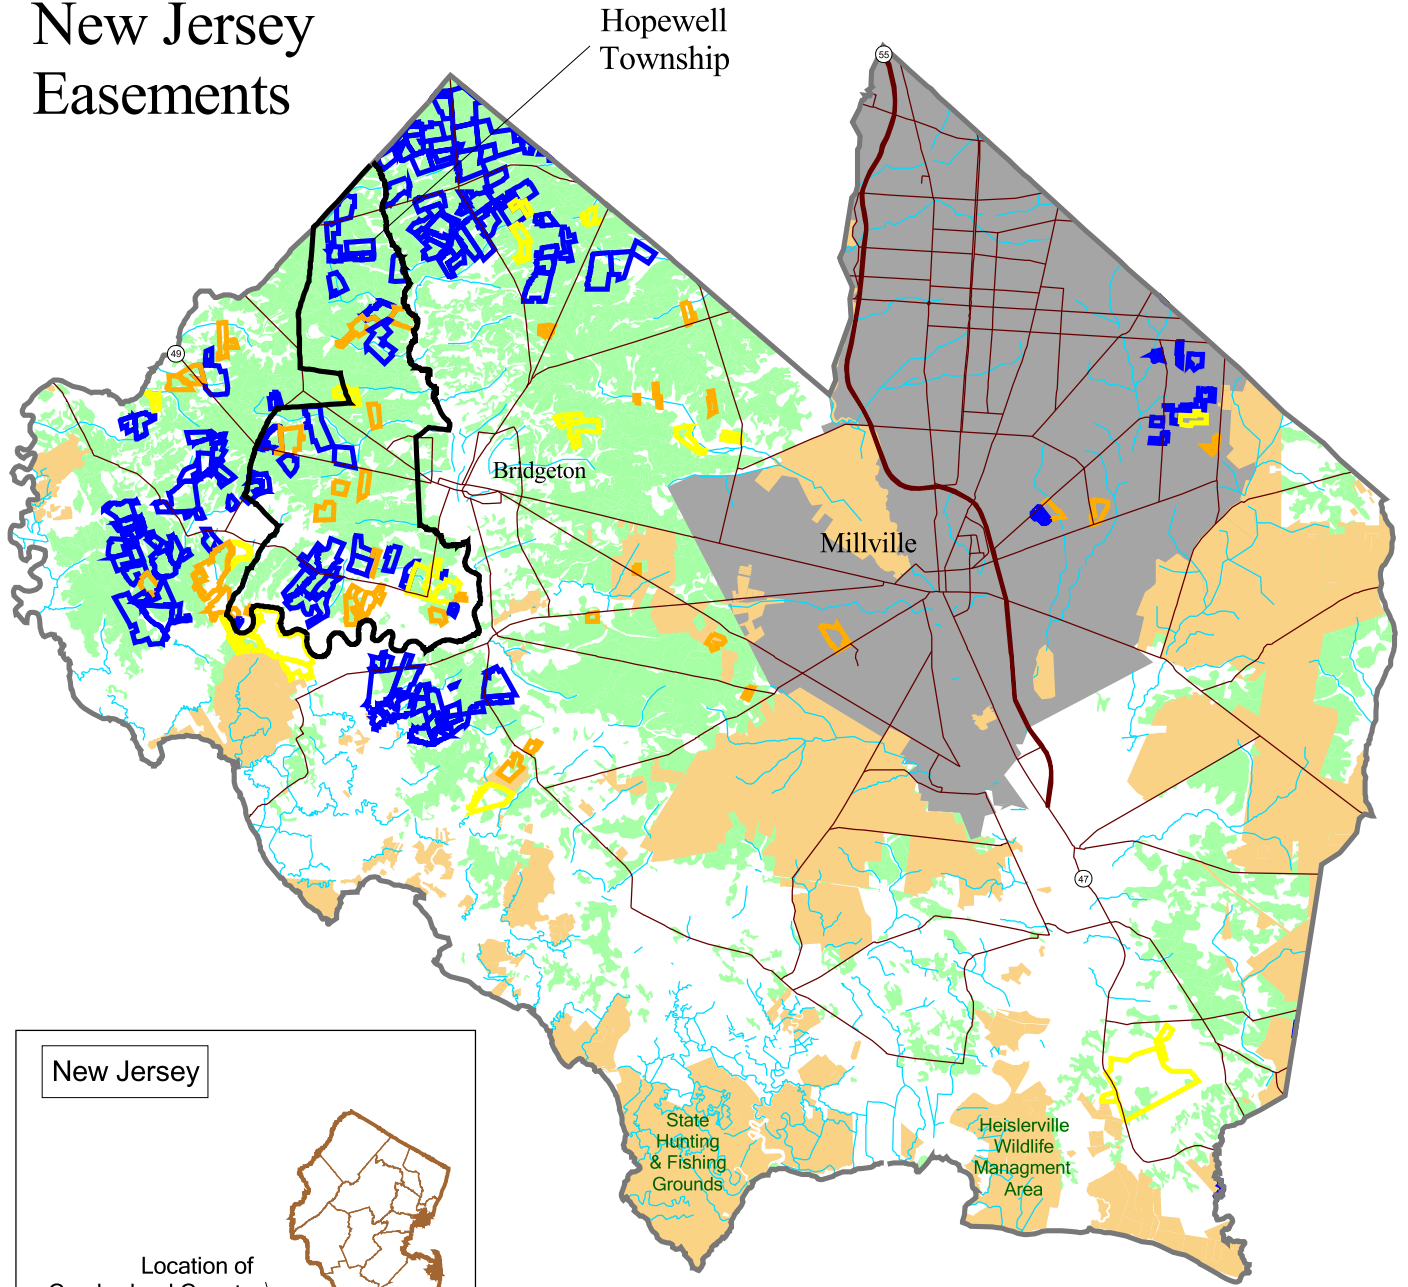 New Jersey
Easements
Hopewell
Township
55
49
Bridgeton
Millville
47
State
Hunting
& Fishing
Grounds
Heislerville
Wildlife
Managment
Area
New Jersey
Location of